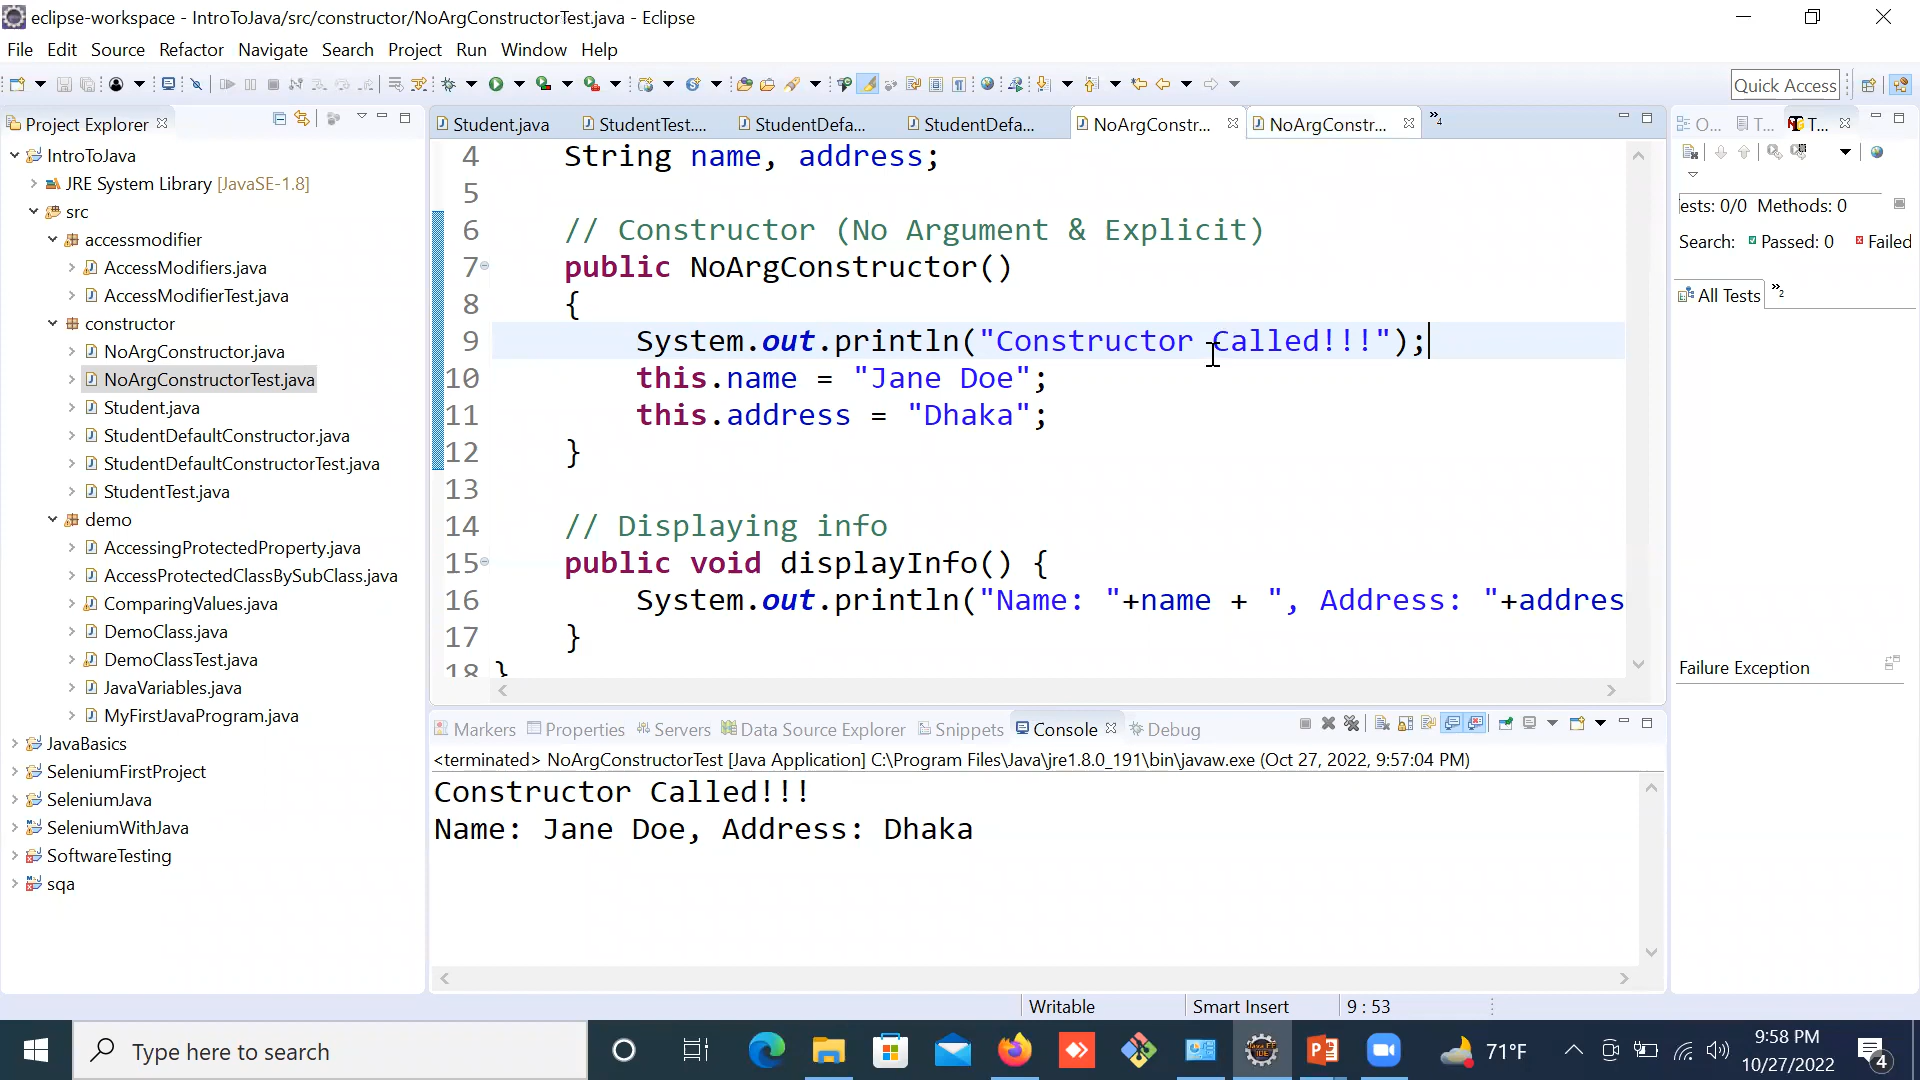 eclipse-workspace - IntroToJava/src/constructor/NoArgConstructorTest.java - Eclipse
File Edit Source Refactor Navigate Search Project Run Window Help
Quick Access
Project Explorer
IntroToJava
JRE System Library [JavaSE-1.8]
src
accessmodifier
AccessModifiers.java
AccessModifierTest.java
constructor
NoArgConstructor.java
NoArgConstructorTest.java
Student.java
StudentDefaultConstructor.java
StudentDefaultConstructorTest.java
StudentTest.java
demo
AccessingProtectedProperty.java
AccessProtectedClassBySubClass.java
ComparingValues.java
DemoClass.java
DemoClassTest.java
JavaVariables.java
MyFirstJavaProgram.java
JavaBasics
SeleniumFirstProject
SeleniumJava
SeleniumWithJava
SoftwareTesting
sqa
Student.java StudentTest.... StudentDefa... StudentDefa... NoArgConstr... NoArgConstr... »4
4 String name, address;
5
6 // Constructor (No Argument & Explicit)
7 public NoArgConstructor()
8 {
9 System.out.println("Constructor Called!!!");
10 this.name = "Jane Doe";
11 this.address = "Dhaka";
12 }
13
14 // Displaying info
15 public void displayInfo() {
16 System.out.println("Name: "+name + ", Address: "+addres
17 }
18 }
O... T... T...
ests: 0/0 Methods: 0
Search: Passed: 0 Failed
All Tests »2
Failure Exception
Markers Properties Servers Data Source Explorer Snippets Console Debug
<terminated> NoArgConstructorTest [Java Application] C:\Program Files\Java\jre1.8.0_191\bin\javaw.exe (Oct 27, 2022, 9:57:04 PM)
Constructor Called!!!
Name: Jane Doe, Address: Dhaka
Writable Smart Insert 9 : 53
Type here to search
71°F
9:58 PM
10/27/2022
4